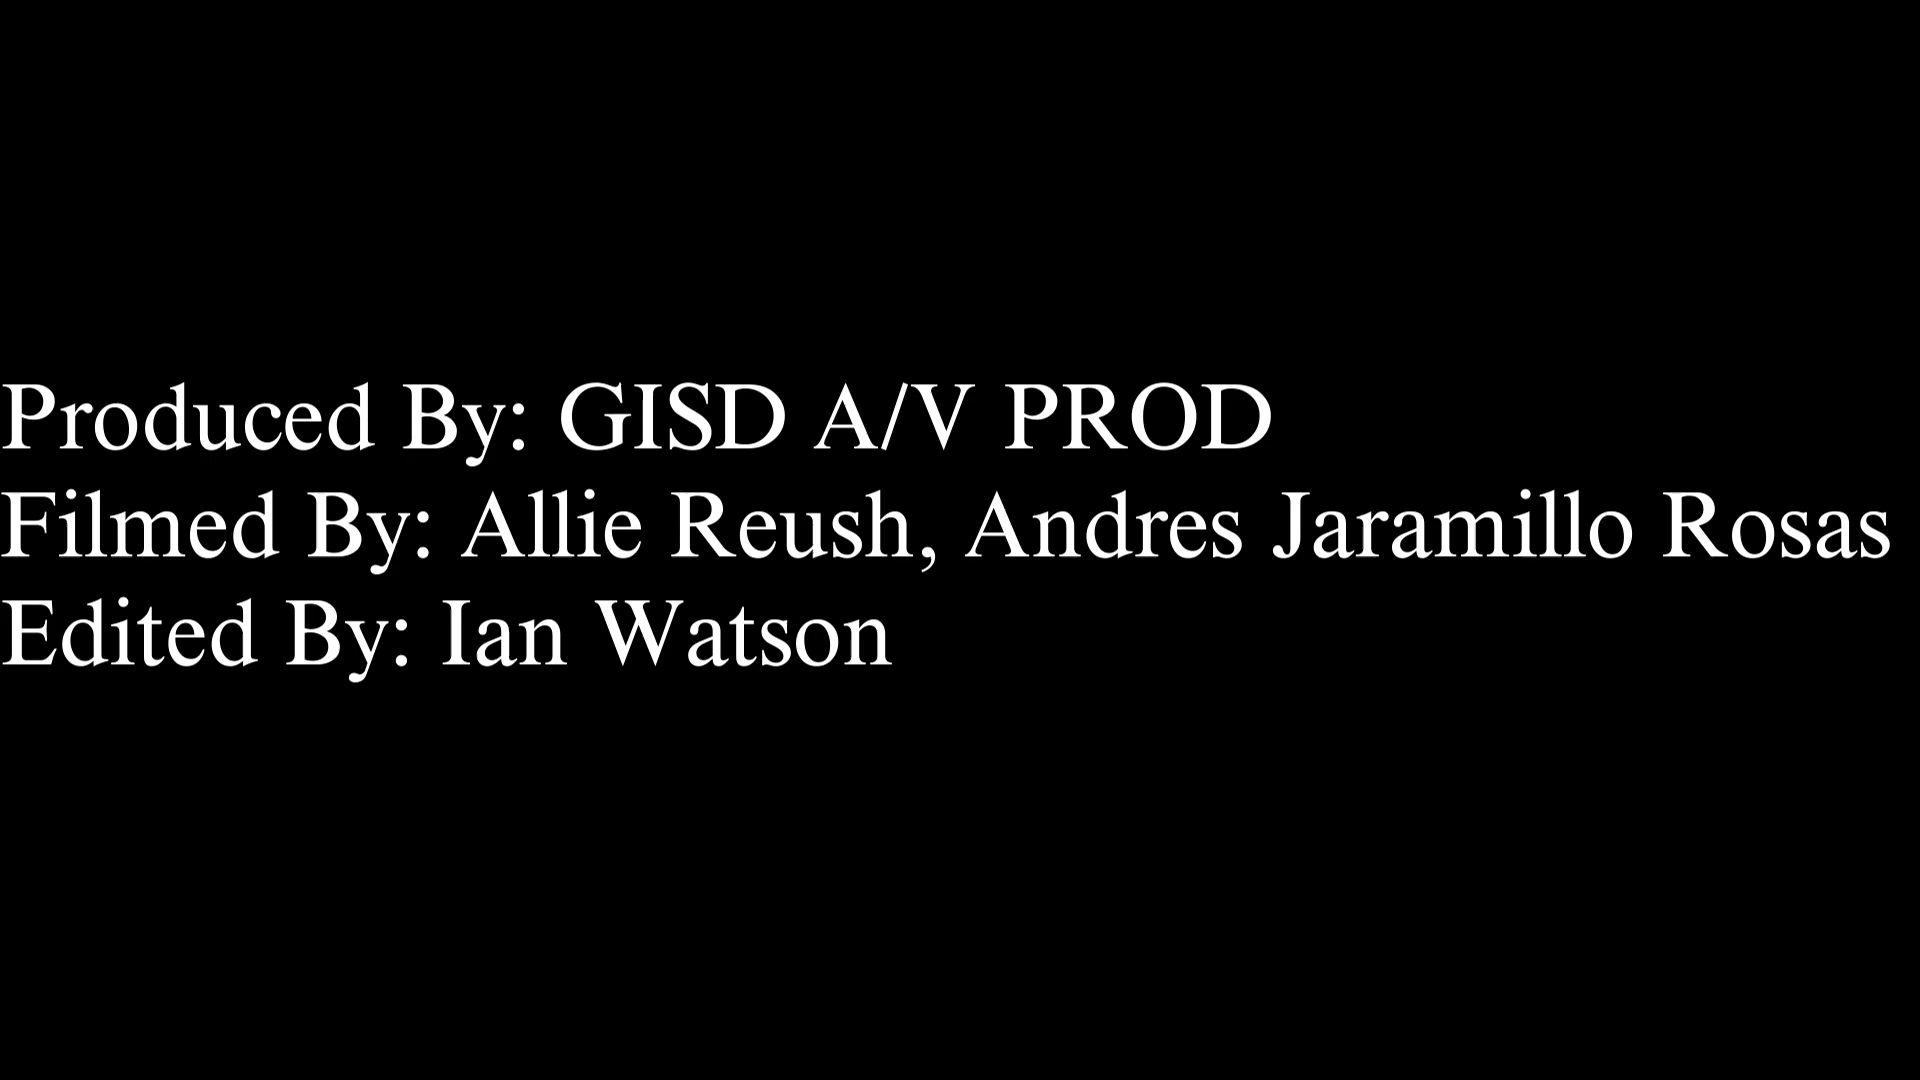 Produced By: GISD A/V PROD
Filmed By: Allie Reush, Andres Jaramillo Rosas
Edited By: Ian Watson